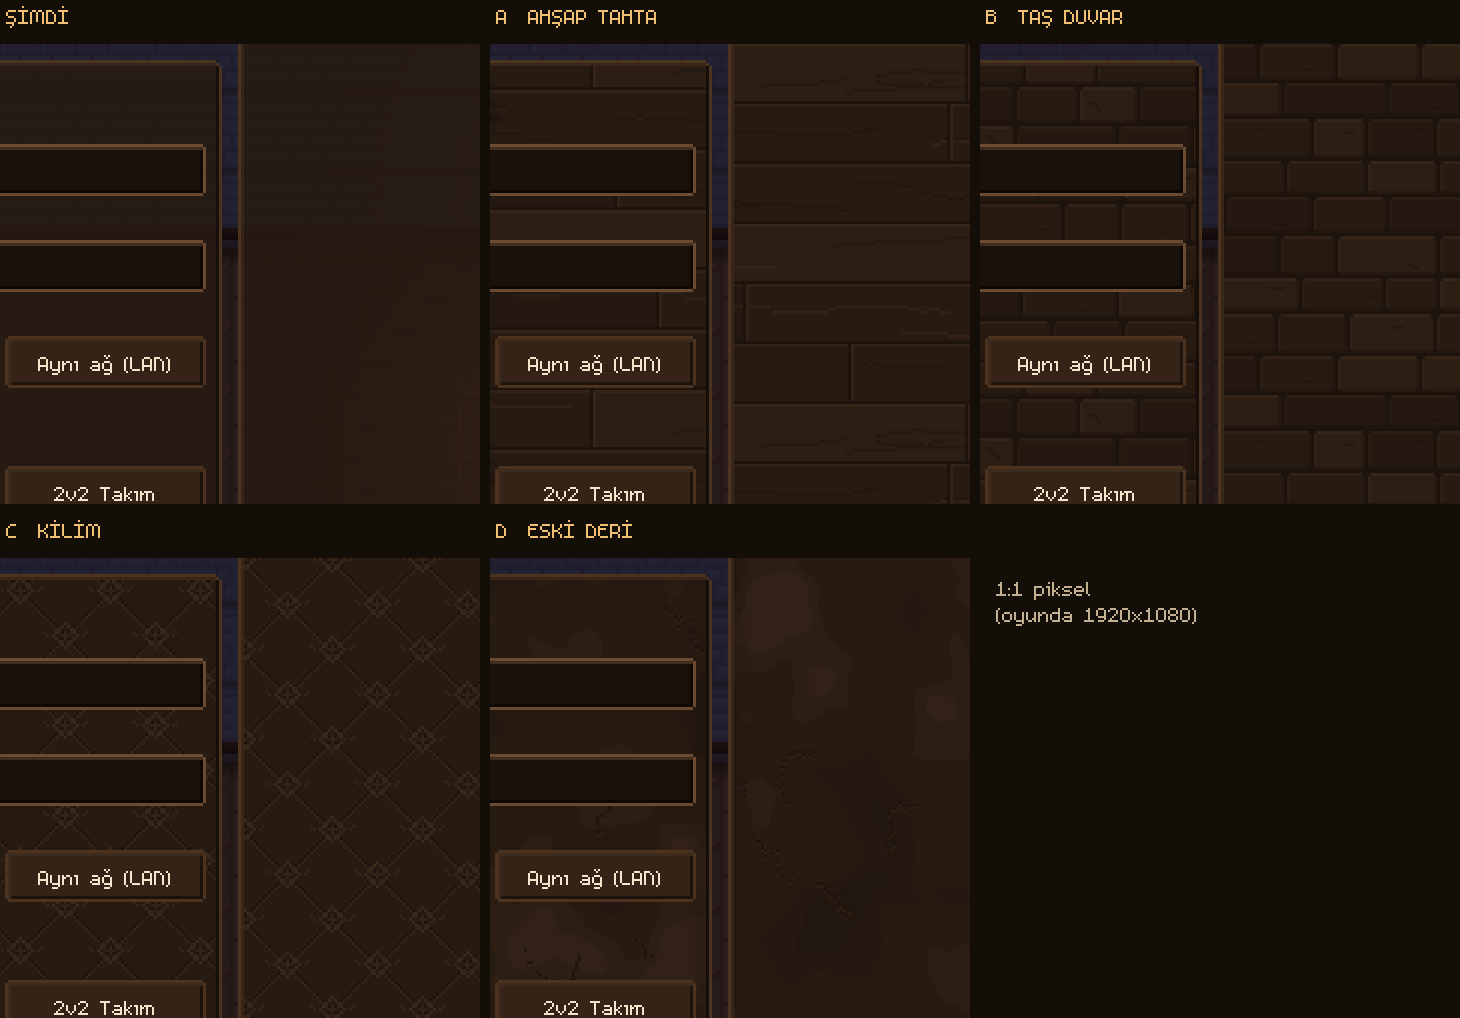 ŞİMDİ
A AHŞAP TAHTA
B TAŞ DUVAR
Aynı ağ (LAN)
Aynı ağ (LAN)
Aynı ağ (LAN)
2v2 Takım
2v2 Takım
2v2 Takım
C KİLİM
D ESKİ DERİ
1:1 piksel
(oyunda 1920x1080)
Aynı ağ (LAN)
Aynı ağ (LAN)
2v2 Takım
2v2 Takım